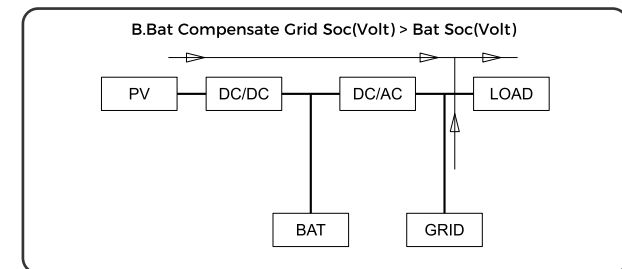 B.Bat Compensate Grid Soc(Volt) > Bat Soc(Volt)
PV DC/DC DC/AC LOAD
BAT GRID